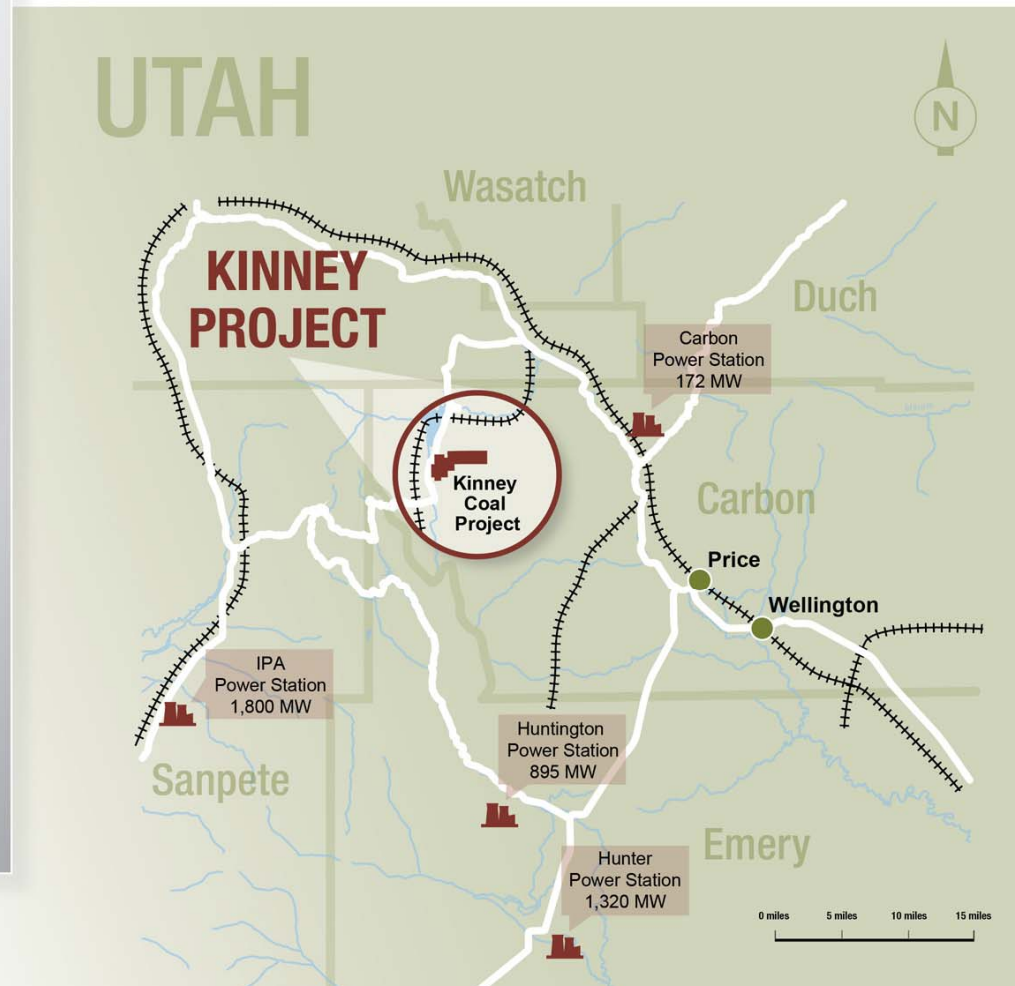 UTAH
N
Wasatch
KINNEY
PROJECT
Duch
Carbon
Power Station
172 MW
Kinney
Coal
Project
Carbon
Price
Wellington
IPA
Power Station
1,800 MW
Huntington
Power Station
895 MW
Sanpete
Emery
Hunter
Power Station
1,320 MW
0 miles
5 miles
10 miles
15 miles